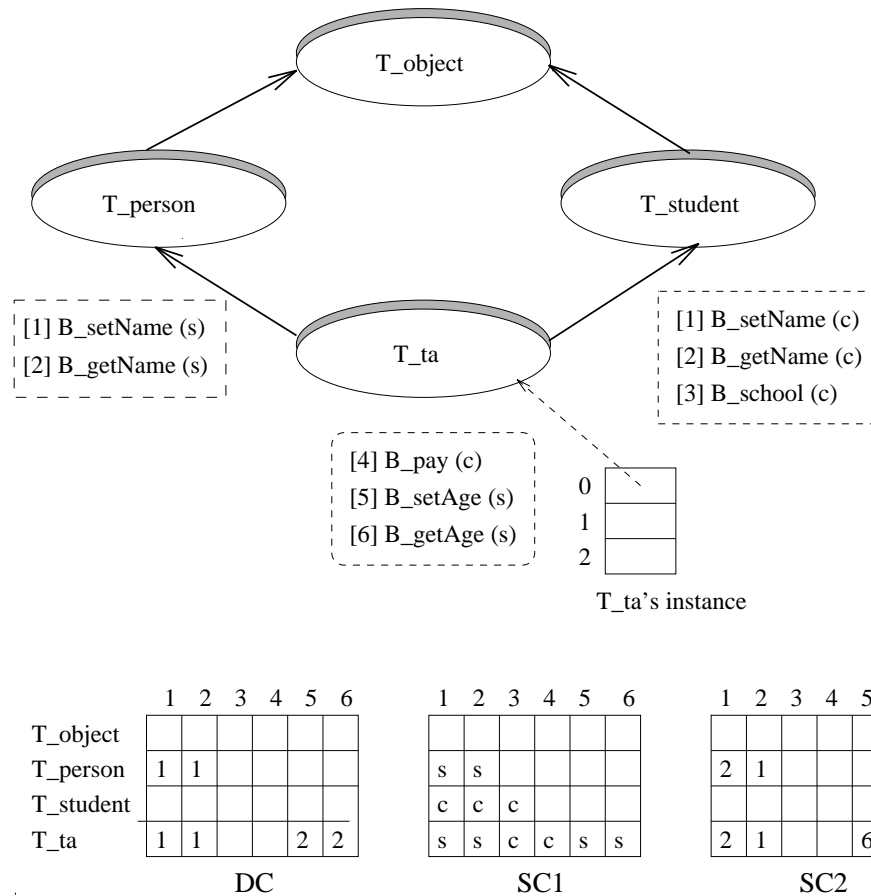 T_object
T_person
T_student
[1] B_setName (s)
[2] B_getName (s)
T_ta
[1] B_setName (c)
[2] B_getName (c)
[3] B_school (c)
[4] B_pay (c)
[5] B_setAge (s)
[6] B_getAge (s)
0
1
2
T_ta's instance
1 2 3 4 5 6
T_object
T_person 1 1
T_student
T_ta 1 1 2 2
DC
1 2 3 4 5 6
s s
c c c
s s c c s s
SC1
1 2 3 4 5
2 1
2 1 6
SC2